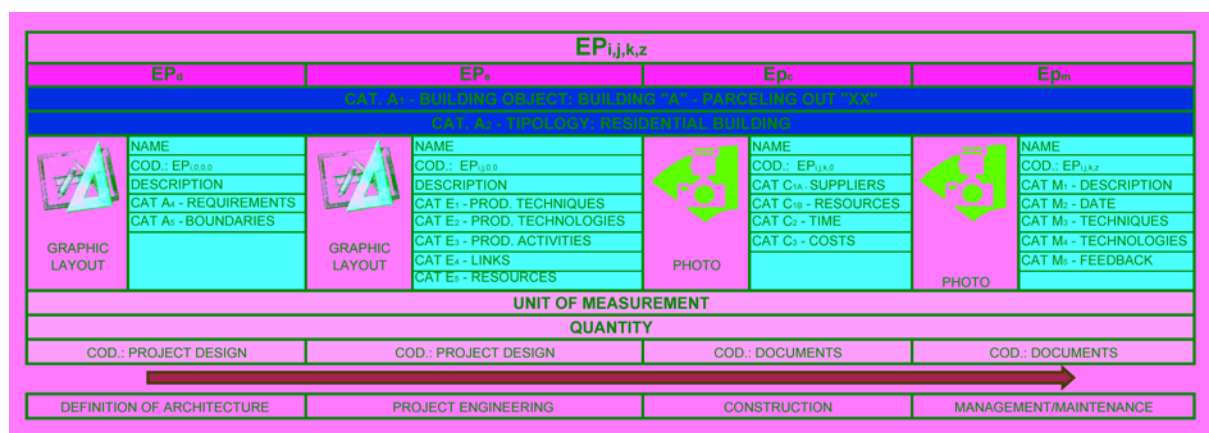 EPi,j,k,z
EPd EPe Epc Epm
CAT. A1 - BUILDING OBJECT: BUILDING "A" - PARCELING OUT "XX"
CAT. A2 - TIPOLOGY: RESIDENTIAL BUILDING
GRAPHIC
LAYOUT
NAME
COD.: EPi,0,0,0
DESCRIPTION
CAT A4 - REQUIREMENTS
CAT A5 - BOUNDARIES
GRAPHIC
LAYOUT
NAME
COD.: EPi,j,0,0
DESCRIPTION
CAT E1 - PROD. TECHNIQUES
CAT E2 - PROD. TECHNOLOGIES
CAT E3 - PROD. ACTIVITIES
CAT E4 - LINKS
CAT E5 - RESOURCES
PHOTO
NAME
COD.: EPi,j,k,0
CAT C1A - SUPPLIERS
CAT C1B - RESOURCES
CAT C2 - TIME
CAT C3 - COSTS
PHOTO
NAME
COD.: EPi,j,k,z
CAT M1 - DESCRIPTION
CAT M2 - DATE
CAT M3 - TECHNIQUES
CAT M4 - TECHNOLOGIES
CAT M5 - FEEDBACK
UNIT OF MEASUREMENT
QUANTITY
COD.: PROJECT DESIGN COD.: PROJECT DESIGN COD.: DOCUMENTS COD.: DOCUMENTS
DEFINITION OF ARCHITECTURE PROJECT ENGINEERING CONSTRUCTION MANAGEMENT/MAINTENANCE